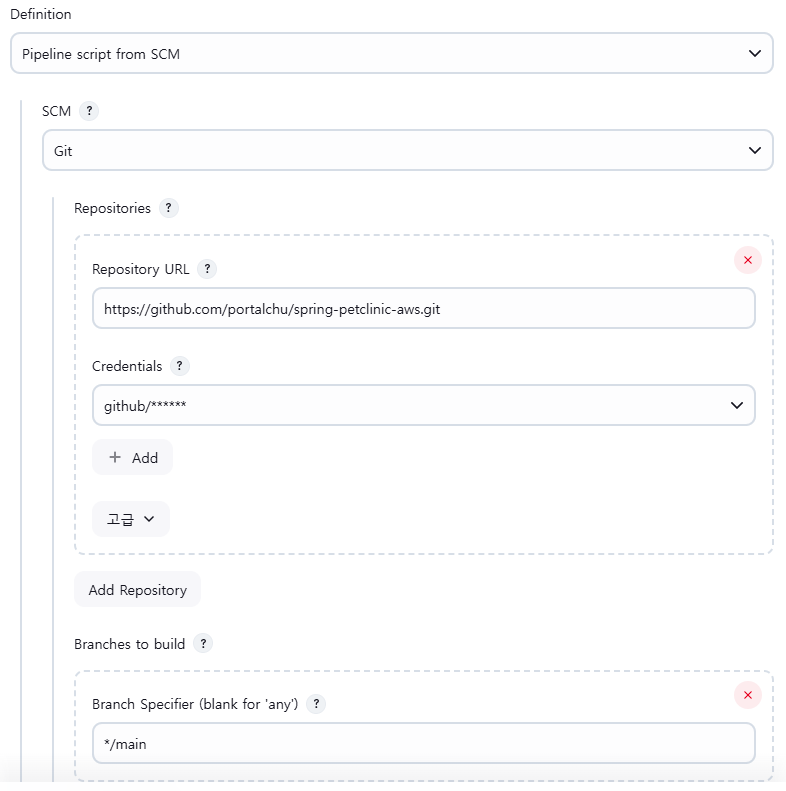 Definition
Pipeline script from SCM
SCM ?
Git
Repositories ?
Repository URL ?
https://github.com/portalchu/spring-petclinic-aws.git
Credentials ?
github/******
+ Add
고급
Add Repository
Branches to build ?
Branch Specifier (blank for 'any') ?
*/main